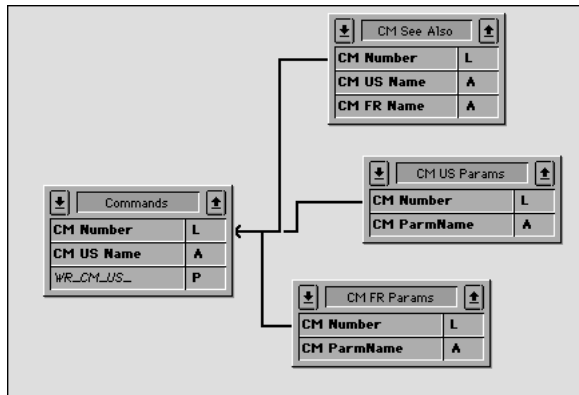 CM See Also
CM Number L
CM US Name A
CM FR Name A
CM US Params
CM Number L
CM ParmName A
Commands
CM Number L
CM US Name A
WR_CM_US_ P
CM FR Params
CM Number L
CM ParmName A